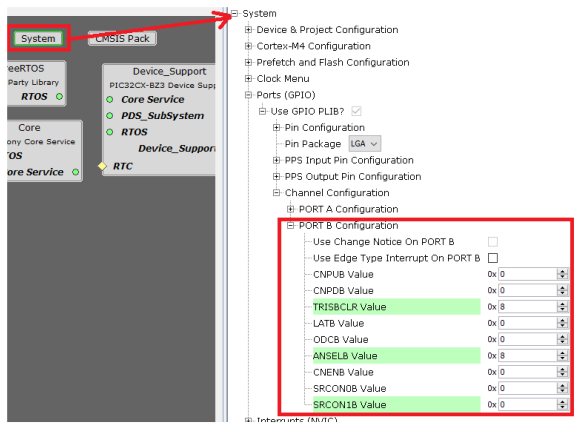 System
CMSIS Pack
reeRTOS
Party Library
RTOS
Core
ony Core Service
TOS
ore Service
Device_Support
PIC32CX-BZ3 Device Supp
Core Service
PDS_SubSystem
RTOS
Device_Support
RTC
System
Device & Project Configuration
Cortex-M4 Configuration
Prefetch and Flash Configuration
Clock Menu
Ports (GPIO)
Use GPIO PLIB?
Pin Configuration
Pin Package LGA
PPS Input Pin Configuration
PPS Output Pin Configuration
Channel Configuration
PORT A Configuration
PORT B Configuration
Use Change Notice On PORT B
Use Edge Type Interrupt On PORT B
CNPUB Value 0x 0
CNPDB Value 0x 0
TRISBCLR Value 0x 8
LATB Value 0x 0
ODCB Value 0x 0
ANSELB Value 0x 8
CNENB Value 0x 0
SRCON0B Value 0x 0
SRCON1B Value 0x 0
Interrupts (NVIC)